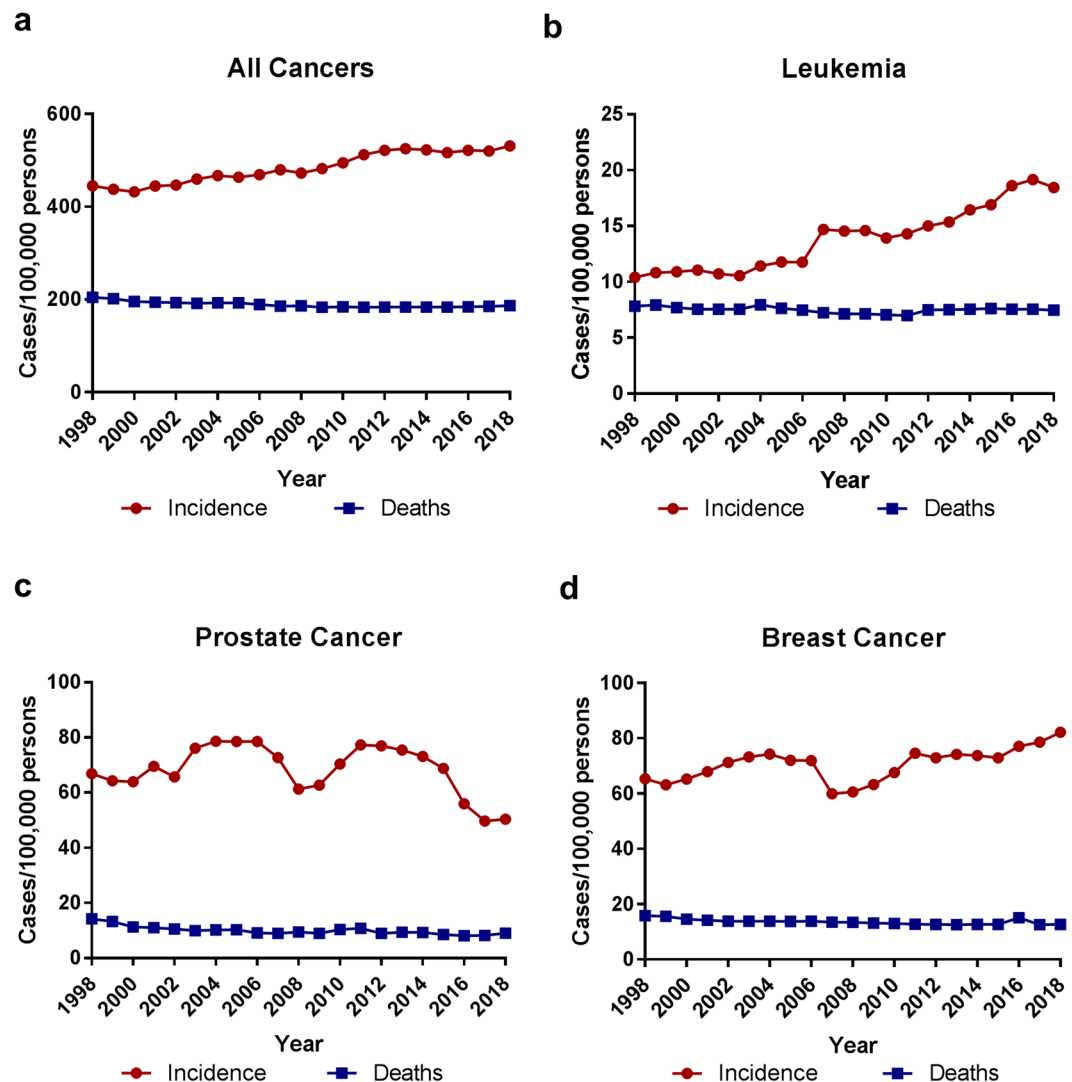 a
All Cancers
Cases/100,000 persons
600
400
200
0
1998 2000 2002 2004 2006 2008 2010 2012 2014 2016 2018
Year
Incidence Deaths
b
Leukemia
Cases/100,000 persons
25
20
15
10
5
0
1998 2000 2002 2004 2006 2008 2010 2012 2014 2016 2018
Year
Incidence Deaths
c
Prostate Cancer
Cases/100,000 persons
100
80
60
40
20
0
1998 2000 2002 2004 2006 2008 2010 2012 2014 2016 2018
Year
Incidence Deaths
d
Breast Cancer
Cases/100,000 persons
100
80
60
40
20
0
1998 2000 2002 2004 2006 2008 2010 2012 2014 2016 2018
Year
Incidence Deaths